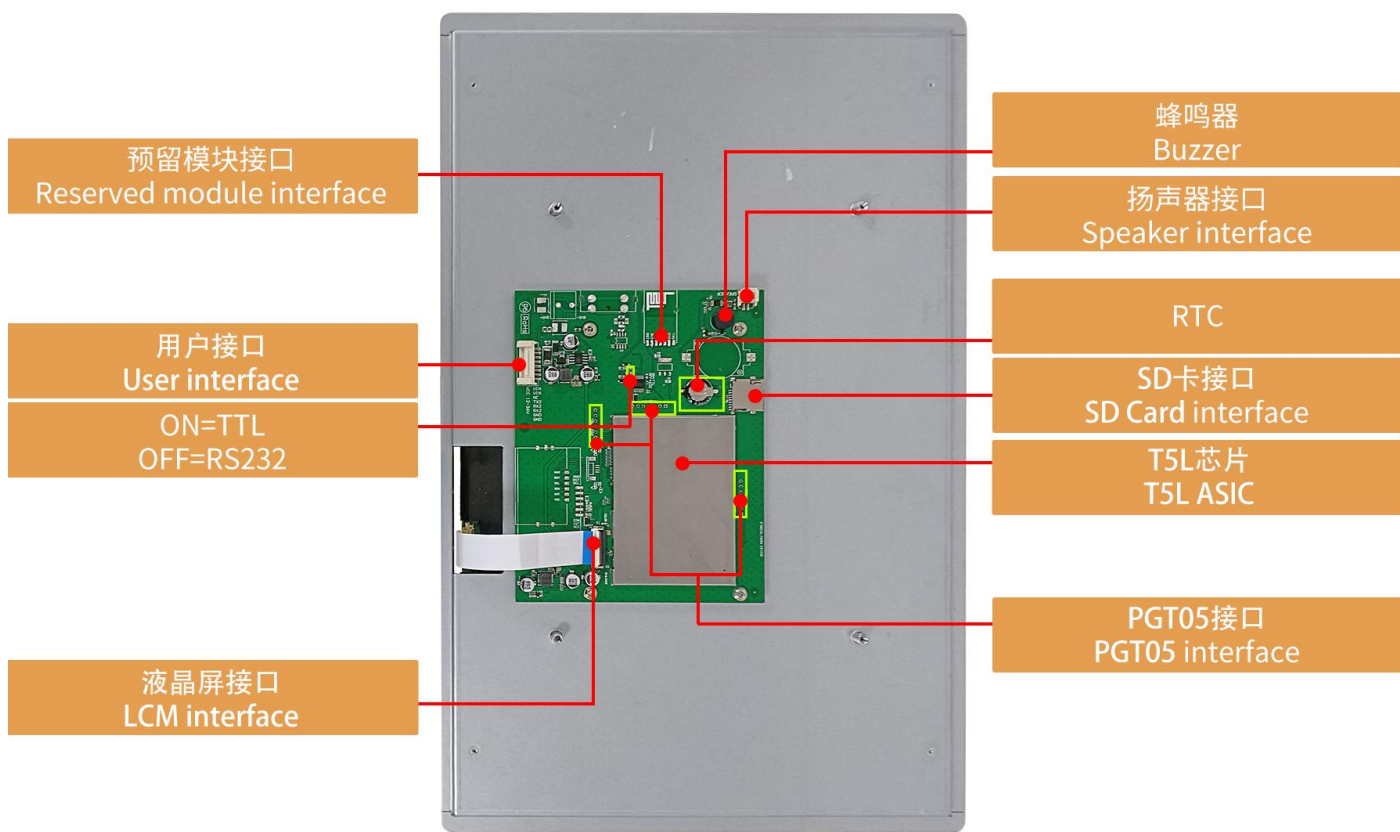 预留模块接口
Reserved module interface
用户接口
User interface
ON=TTL
OFF=RS232
液晶屏接口
LCM interface
蜂鸣器
Buzzer
扬声器接口
Speaker interface
RTC
SD卡接口
SD Card interface
T5L芯片
T5L ASIC
PGT05接口
PGT05 interface